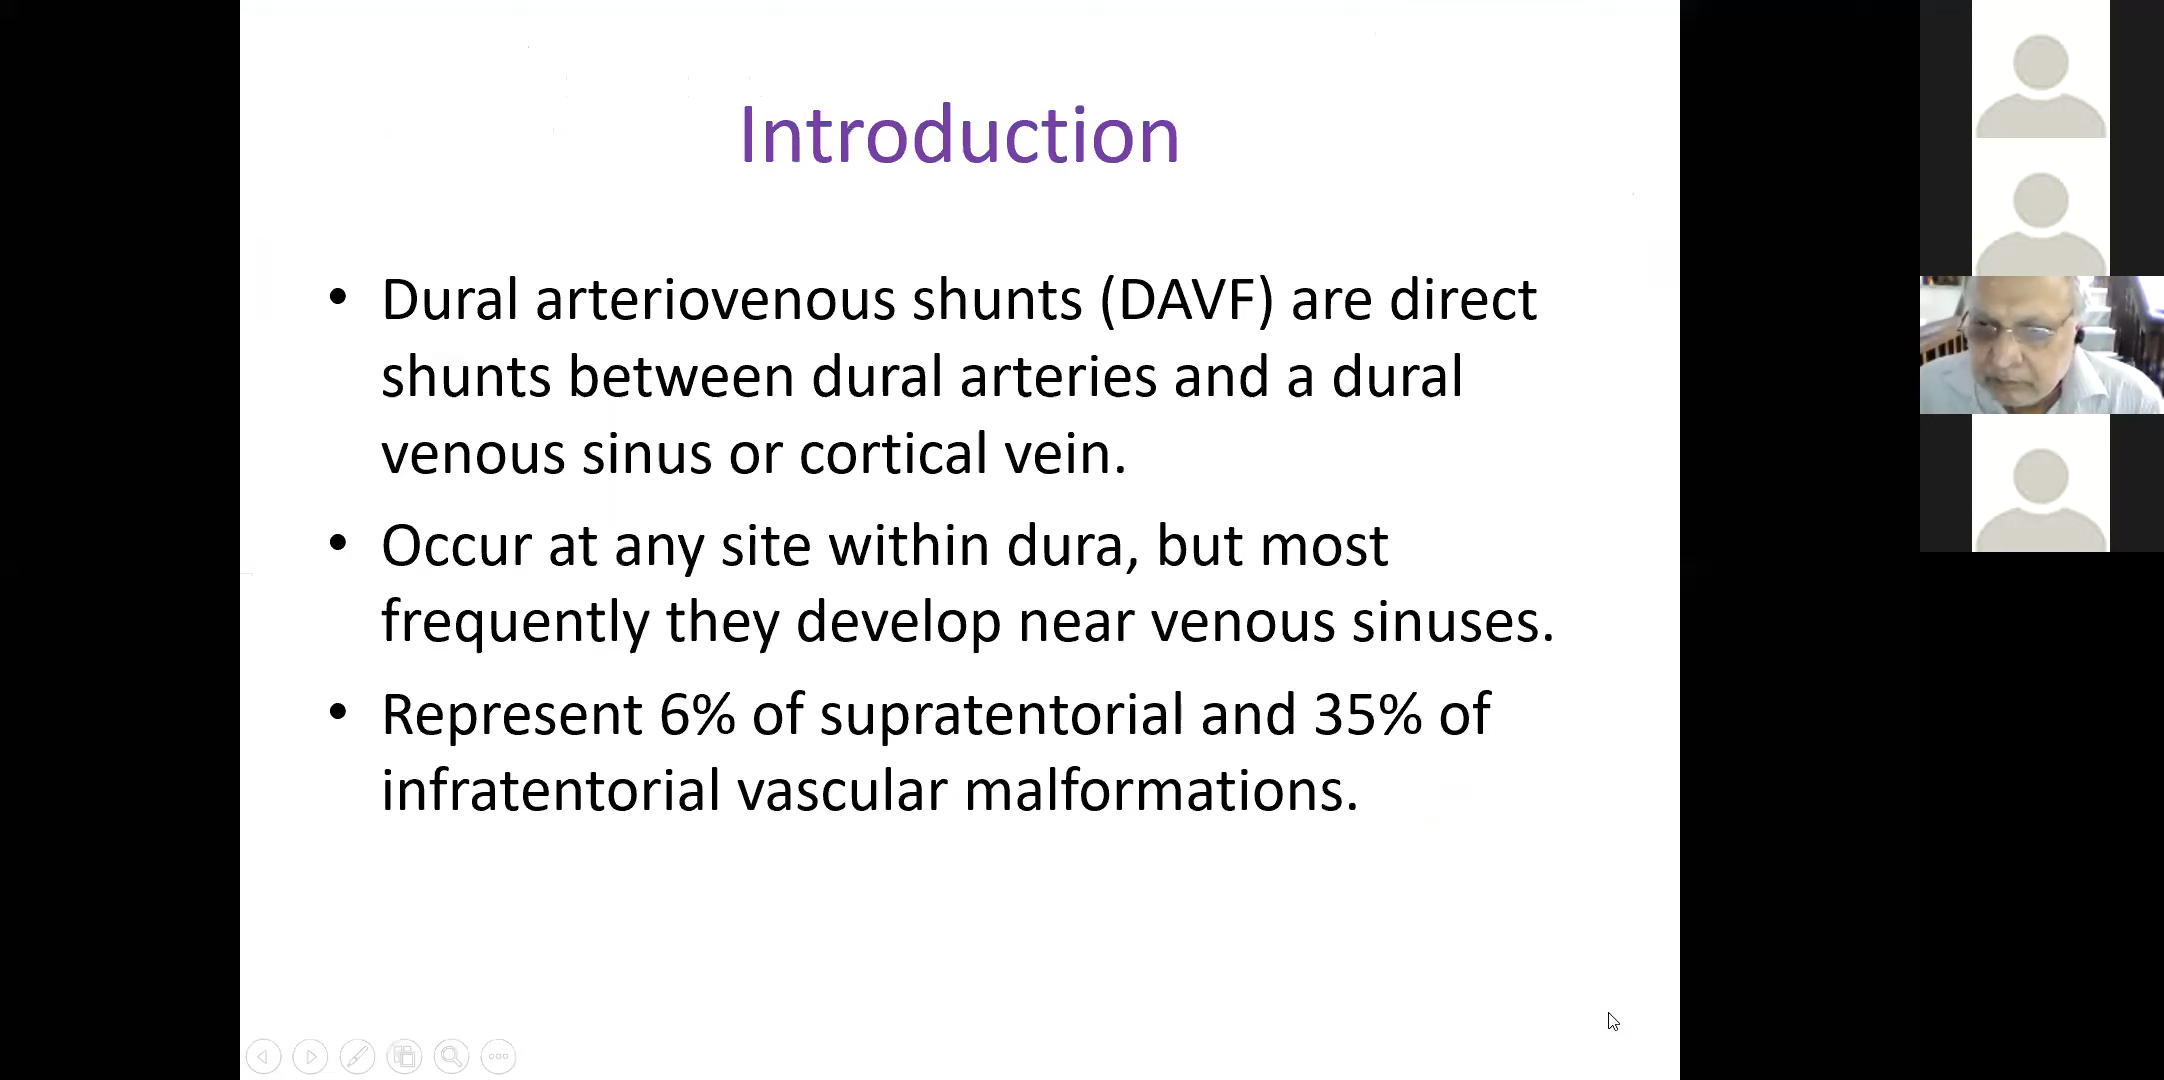 Introduction
• Dural arteriovenous shunts (DAVF) are direct
shunts between dural arteries and a dural
venous sinus or cortical vein.
• Occur at any site within dura, but most
frequently they develop near venous sinuses.
• Represent 6% of supratentorial and 35% of
infratentorial vascular malformations.